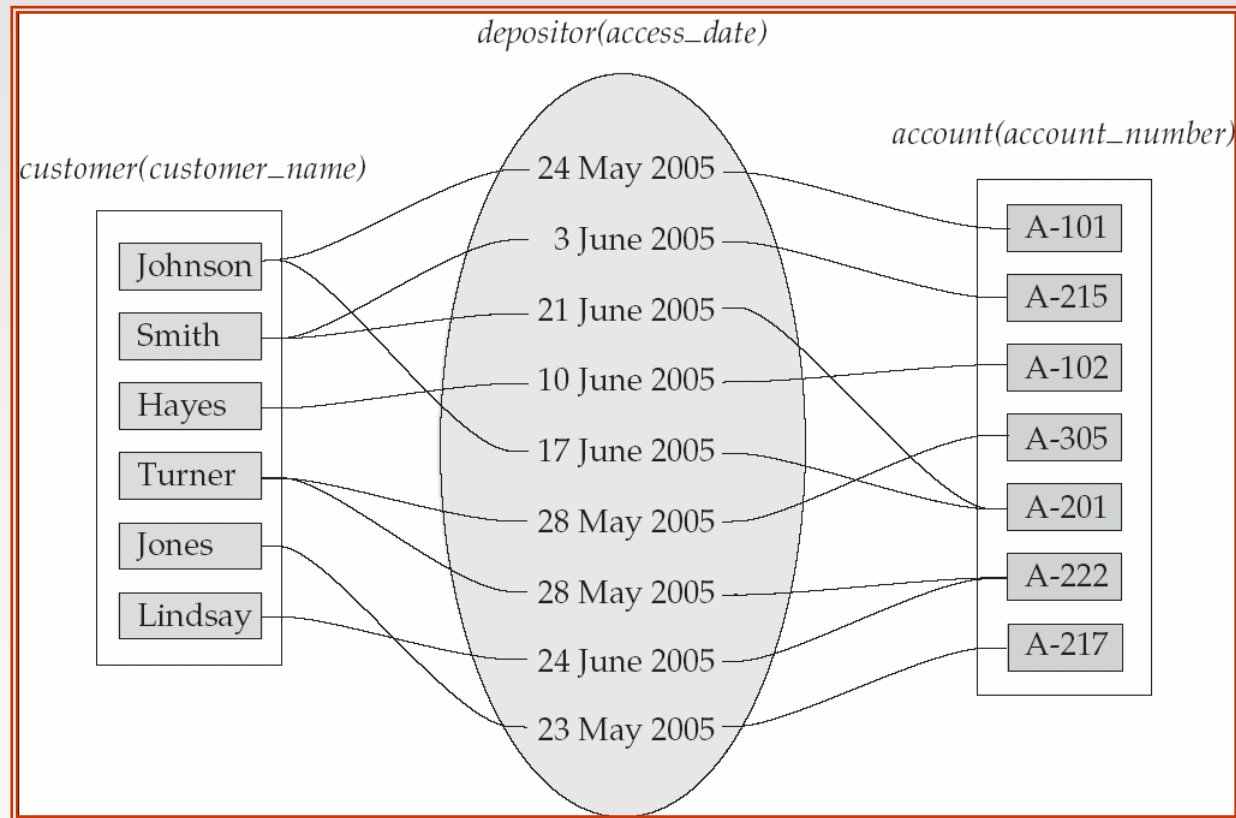 depositor(access_date)
customer(customer_name)
account(account_number)
Johnson
Smith
Hayes
Turner
Jones
Lindsay
24 May 2005
3 June 2005
21 June 2005
10 June 2005
17 June 2005
28 May 2005
28 May 2005
24 June 2005
23 May 2005
A-101
A-215
A-102
A-305
A-201
A-222
A-217